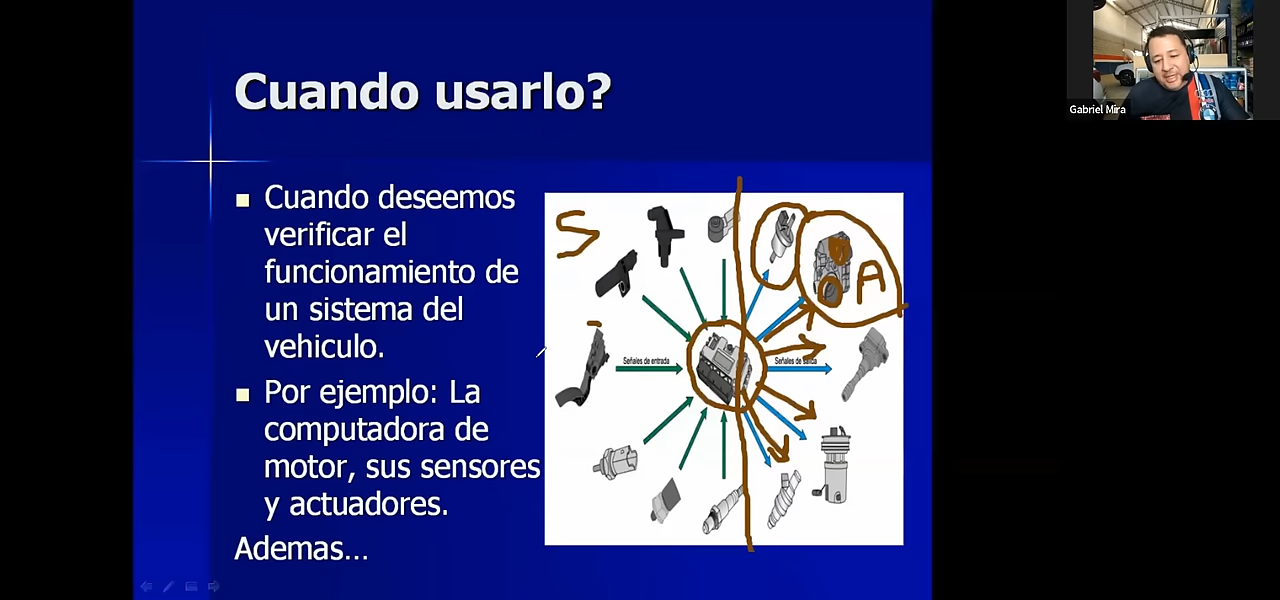 Cuando usarlo?
Gabriel Mira
Cuando deseemos
verificar el
funcionamiento de
un sistema del
vehiculo.
Por ejemplo: La
computadora de
motor, sus sensores
y actuadores.
Ademas...
S
A
Señales de entrada
Señales de salida